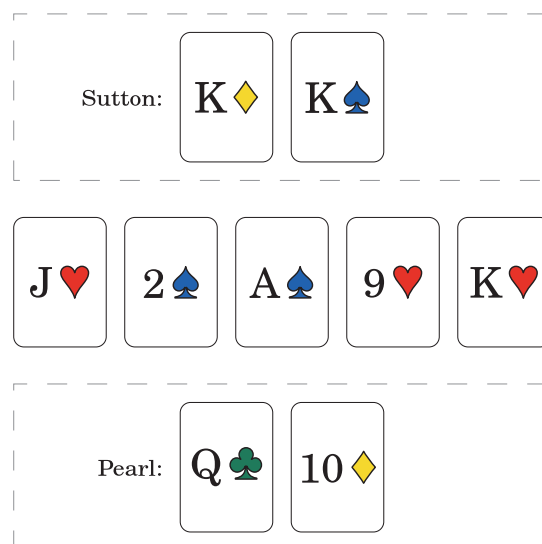 Sutton: K♦ K♠
J♥ 2♠ A♠ 9♥ K♥
Pearl: Q♣ 10♦